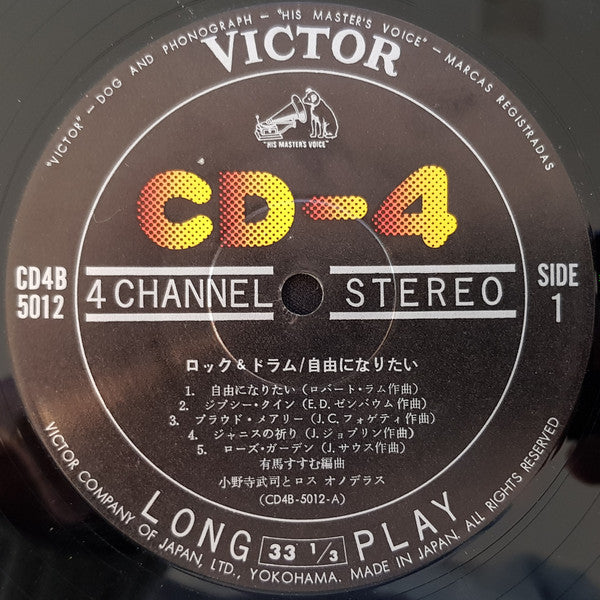 "VICTOR" — DOG AND PHONOGRAPH — "HIS MASTER'S VOICE" — MARCAS REGISTRADAS
VICTOR
"HIS MASTER'S VOICE"
CD-4
CD4B
5012
4 CHANNEL STEREO
SIDE
1
ロック&ドラム/自由になりたい
1. 自由になりたい(ロバート・ラム作曲)
2. ジプシー・クイン(E.D.ゼンバウム作曲)
3. プラウド・メアリー(J.C.フォゲティ作曲)
4. ジャニスの祈り(J.ジョプリン作曲)
5. ローズ・ガーデン(J.サウス作曲)
有馬すすむ編曲
小野寺武司とロス オノデラス
(CD4B-5012-A)
LONG 33 1/3 PLAY
VICTOR COMPANY OF JAPAN, LTD., YOKOHAMA. MADE IN JAPAN. ALL RIGHTS RESERVED